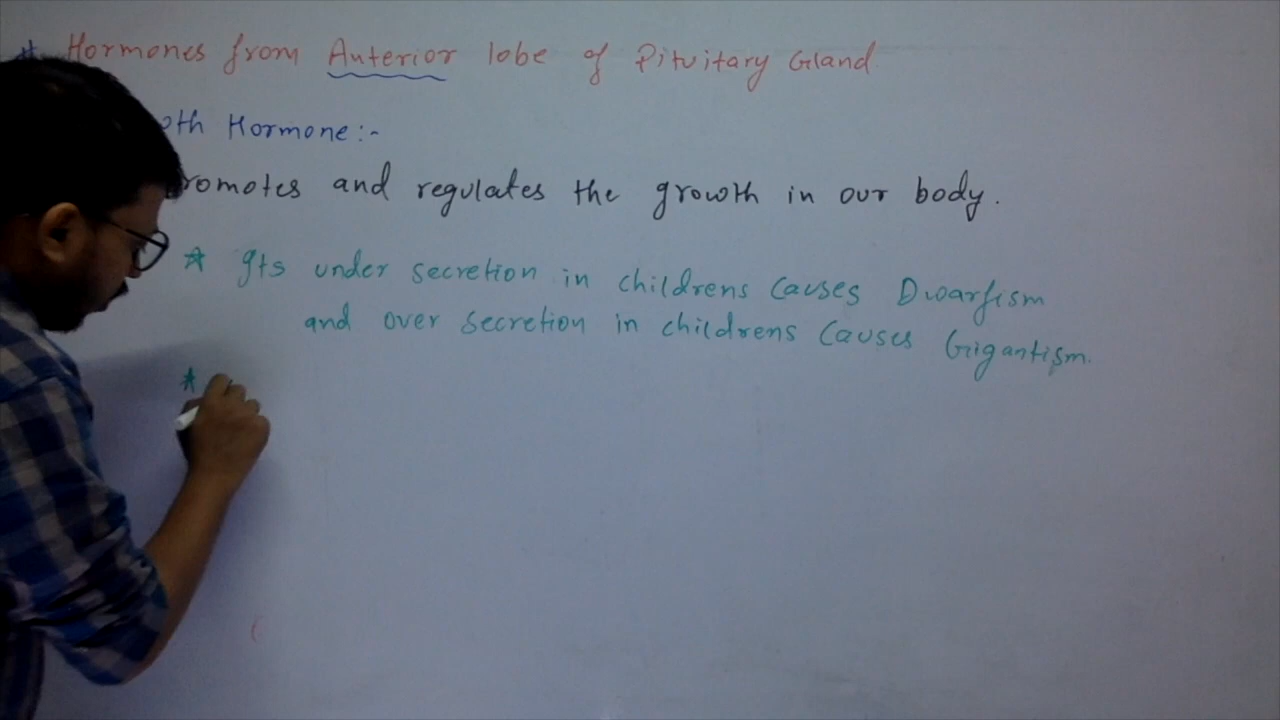 * Hormones from Anterior lobe of Pituitary Gland
oth Hormone:-
romotes and regulates the growth in our body.
* Its under secretion in childrens Causes Dwarfism
and over secretion in childrens Causes Gigantism.
*